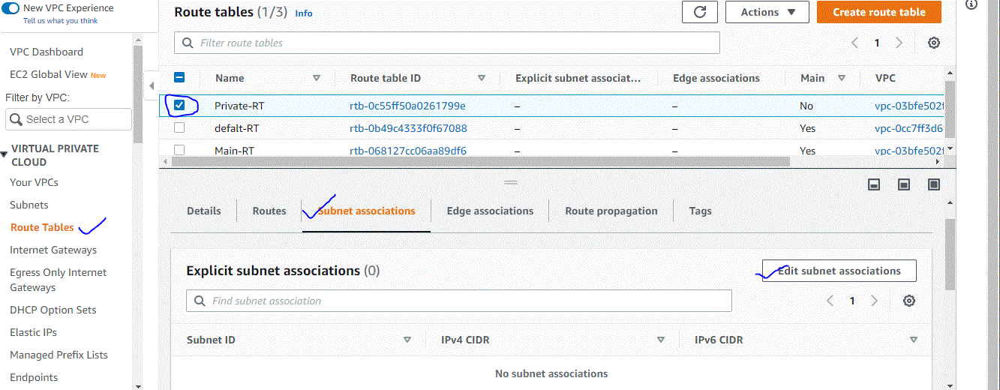 New VPC Experience
Tell us what you think
VPC Dashboard
EC2 Global View New
Filter by VPC:
Select a VPC
VIRTUAL PRIVATE
CLOUD
Your VPCs
Subnets
Route Tables
Internet Gateways
Egress Only Internet
Gateways
DHCP Option Sets
Elastic IPs
Managed Prefix Lists
Endpoints
Route tables (1/3) Info
Actions
Create route table
Filter route tables
1
Name Route table ID Explicit subnet associat... Edge associations Main VPC
Private-RT rtb-0c55ff50a0261799e – – No vpc-03bfe502f
defalt-RT rtb-0b49c4333f0f67088 – – Yes vpc-0cc7ff3d6
Main-RT rtb-068127cc06aa89df6 – – Yes vpc-03bfe502f
Details Routes Subnet associations Edge associations Route propagation Tags
Explicit subnet associations (0)
Edit subnet associations
Find subnet association
1
Subnet ID IPv4 CIDR IPv6 CIDR
No subnet associations